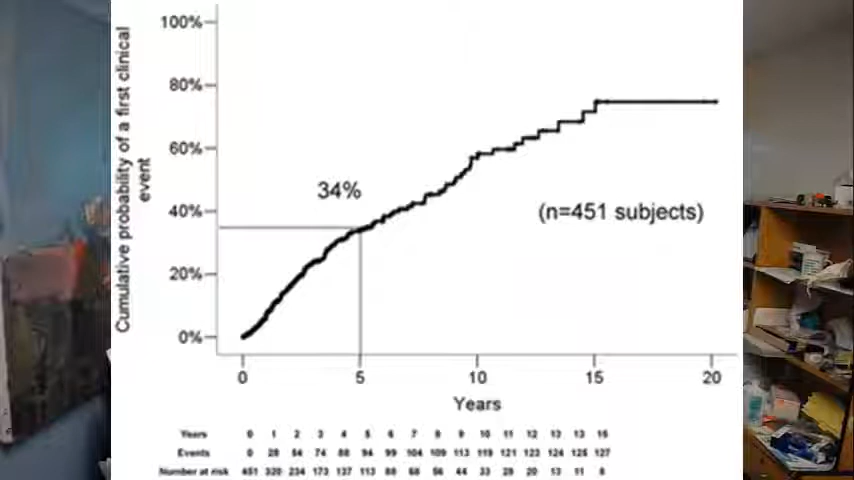 Cumulative probability of a first clinical
event
100%
80%
60%
40%
20%
0%
34%
(n=451 subjects)
0 5 10 15 20
Years
Years 0 1 2 3 4 5 6 7 8 9 10 11 12 13 13 15
Events 0 28 54 74 88 94 99 104 109 113 119 121 123 124 125 127
Number at risk 451 320 234 173 137 113 88 68 56 44 33 28 20 13 11 8